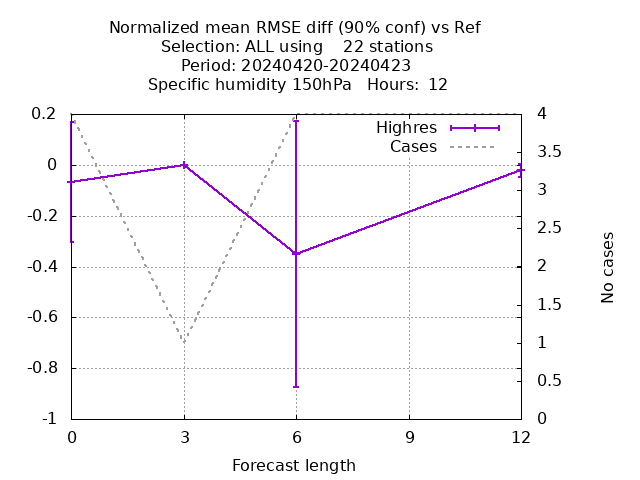 Normalized mean RMSE diff (90% conf) vs Ref
Selection: ALL using    22 stations
Period: 20240420-20240423
Specific humidity 150hPa   Hours:  12
Highres
Cases
0.2
0
-0.2
-0.4
-0.6
-0.8
-1
4
3.5
3
2.5
2
1.5
1
0.5
0
No cases
0
3
6
9
12
Forecast length